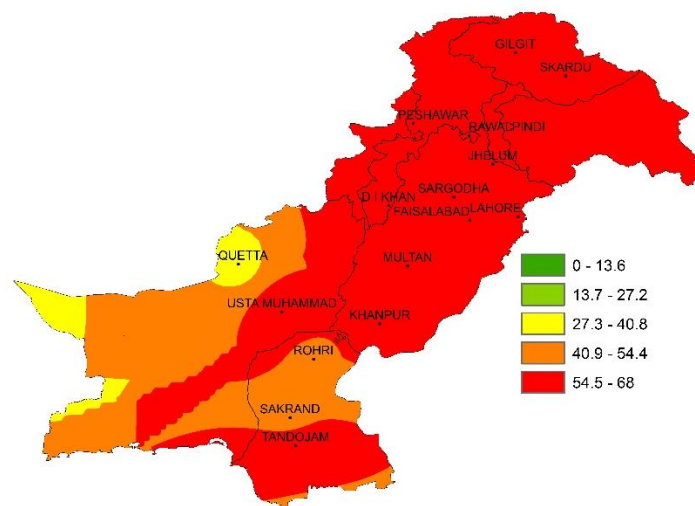 GILGIT
SKARDU
PESHAWAR
RAWALPINDI
JHELUM
SARGODHA
D I KHAN
FAISALABAD
LAHORE
QUETTA
MULTAN
USTA MUHAMMAD
KHANPUR
ROHRI
SAKRAND
TANDOJAM
0 - 13.6
13.7 - 27.2
27.3 - 40.8
40.9 - 54.4
54.5 - 68